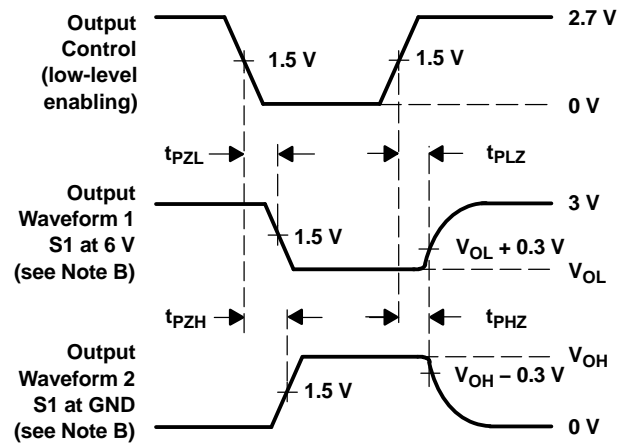 Output
Control
(low-level
enabling)
1.5 V
1.5 V
2.7 V
0 V
tPZL
tPLZ
Output
Waveform 1
S1 at 6 V
(see Note B)
1.5 V
3 V
VOL + 0.3 V
VOL
tPZH
tPHZ
Output
Waveform 2
S1 at GND
(see Note B)
1.5 V
VOH
VOH − 0.3 V
0 V